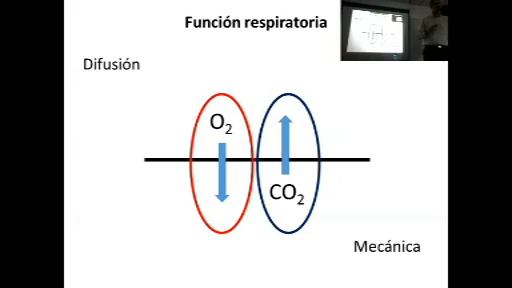 Función respiratoria
Difusión
O₂
CO₂
Mecánica